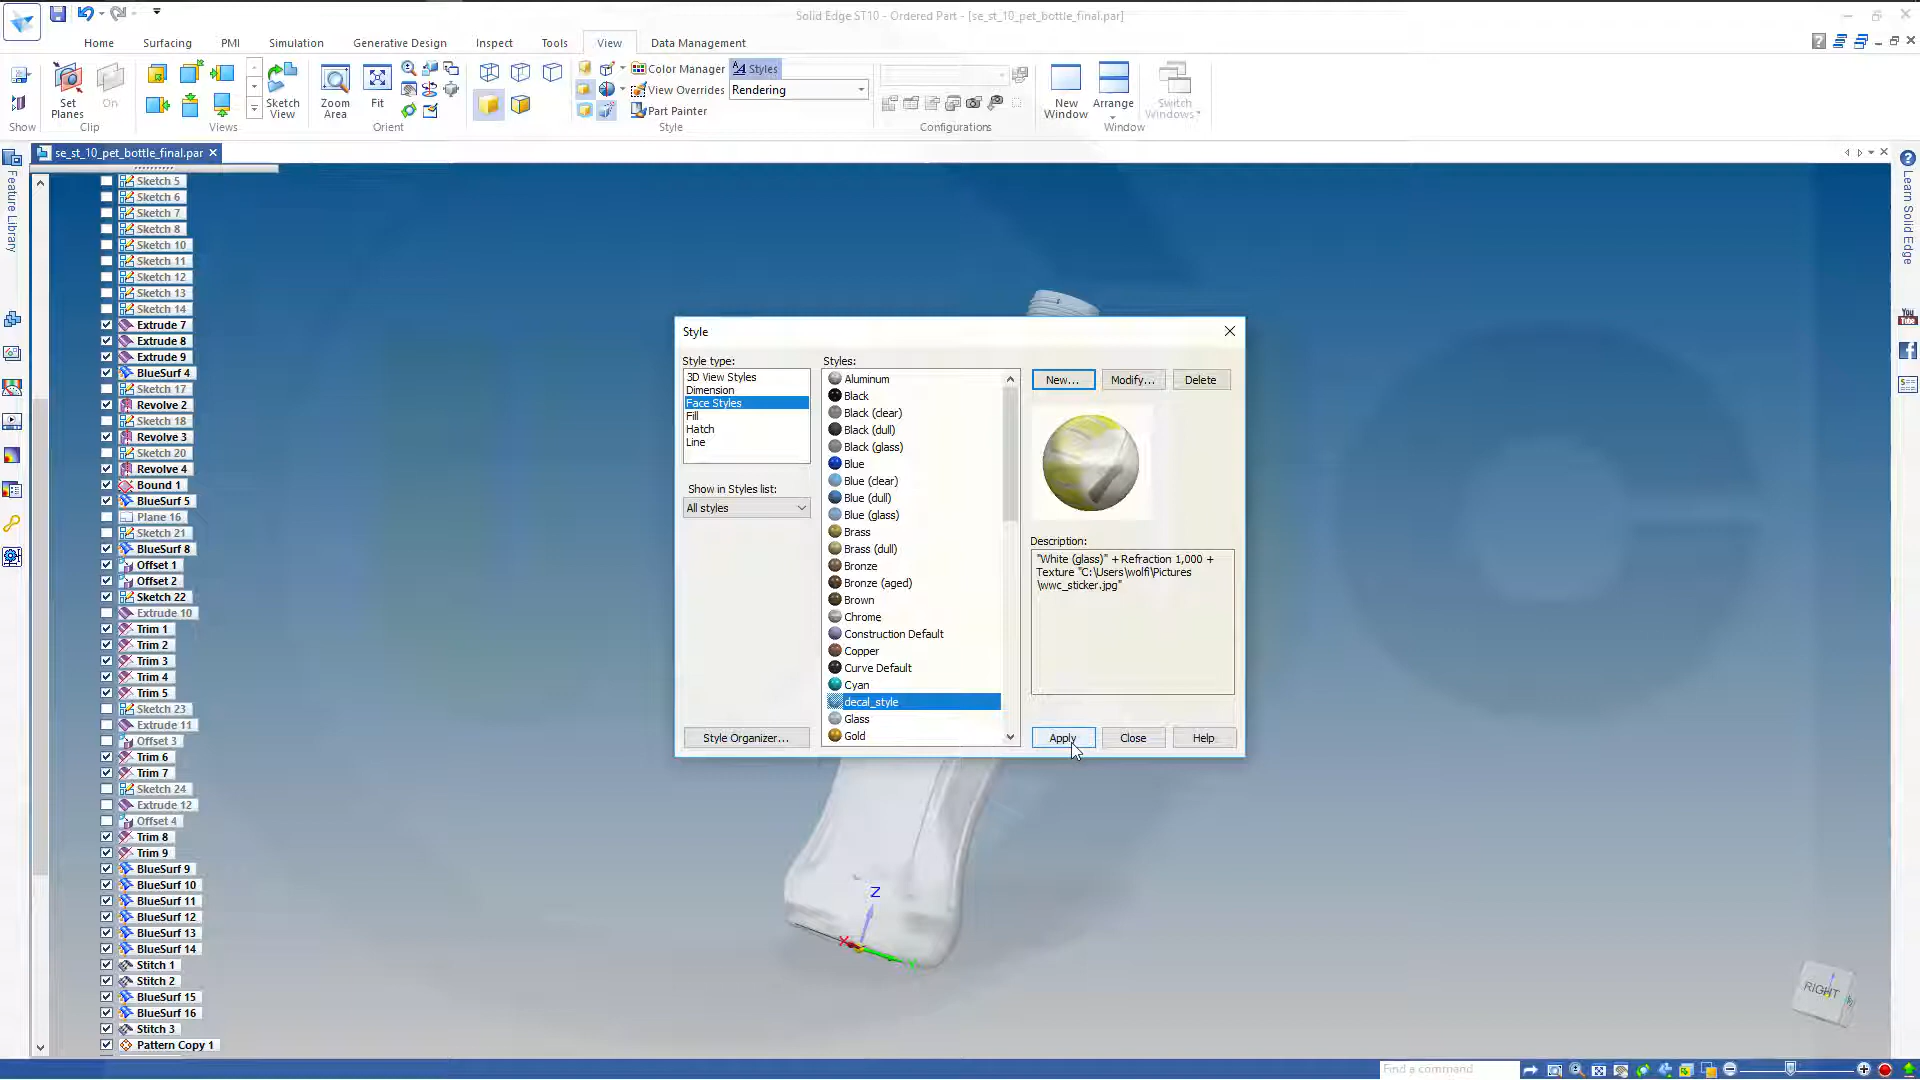 Solid Edge ST10 - Ordered Part - [se_st_10_pet_bottle_final.par]
Home Surfacing PMI Simulation Generative Design Inspect Tools View Data Management
Set Planes
On
Sketch View
Zoom Area
Fit
Color Manager
Styles
View Overrides
Rendering
Part Painter
New Window
Arrange
Switch Windows
Show Clip Views Orient Style Configurations Window
se_st_10_pet_bottle_final.par
Feature Library
Learn Solid Edge
You Tube
Sketch 5
Sketch 6
Sketch 7
Sketch 8
Sketch 10
Sketch 11
Sketch 12
Sketch 13
Sketch 14
Extrude 7
Extrude 8
Extrude 9
BlueSurf 4
Sketch 17
Revolve 2
Sketch 18
Revolve 3
Sketch 20
Revolve 4
Bound 1
BlueSurf 5
Plane 16
Sketch 21
BlueSurf 8
Offset 1
Offset 2
Sketch 22
Extrude 10
Trim 1
Trim 2
Trim 3
Trim 4
Trim 5
Sketch 23
Extrude 11
Offset 3
Trim 6
Trim 7
Sketch 24
Extrude 12
Offset 4
Trim 8
Trim 9
BlueSurf 9
BlueSurf 10
BlueSurf 11
BlueSurf 12
BlueSurf 13
BlueSurf 14
Stitch 1
Stitch 2
BlueSurf 15
BlueSurf 16
Stitch 3
Pattern Copy 1
Style
Style type:
3D View Styles
Dimension
Face Styles
Fill
Hatch
Line
Show in Styles list:
All styles
Style Organizer...
Styles:
Aluminum
Black
Black (clear)
Black (dull)
Black (glass)
Blue
Blue (clear)
Blue (dull)
Blue (glass)
Brass
Brass (dull)
Bronze
Bronze (aged)
Brown
Chrome
Construction Default
Copper
Curve Default
Cyan
decal_style
Glass
Gold
New... Modify... Delete
Description:
"White (glass)" + Refraction 1,000 +
Texture "C:\Users\wolfi\Pictures
\wwc_sticker.jpg"
Apply Close Help
Z
X
Y
RIGHT
Find a command